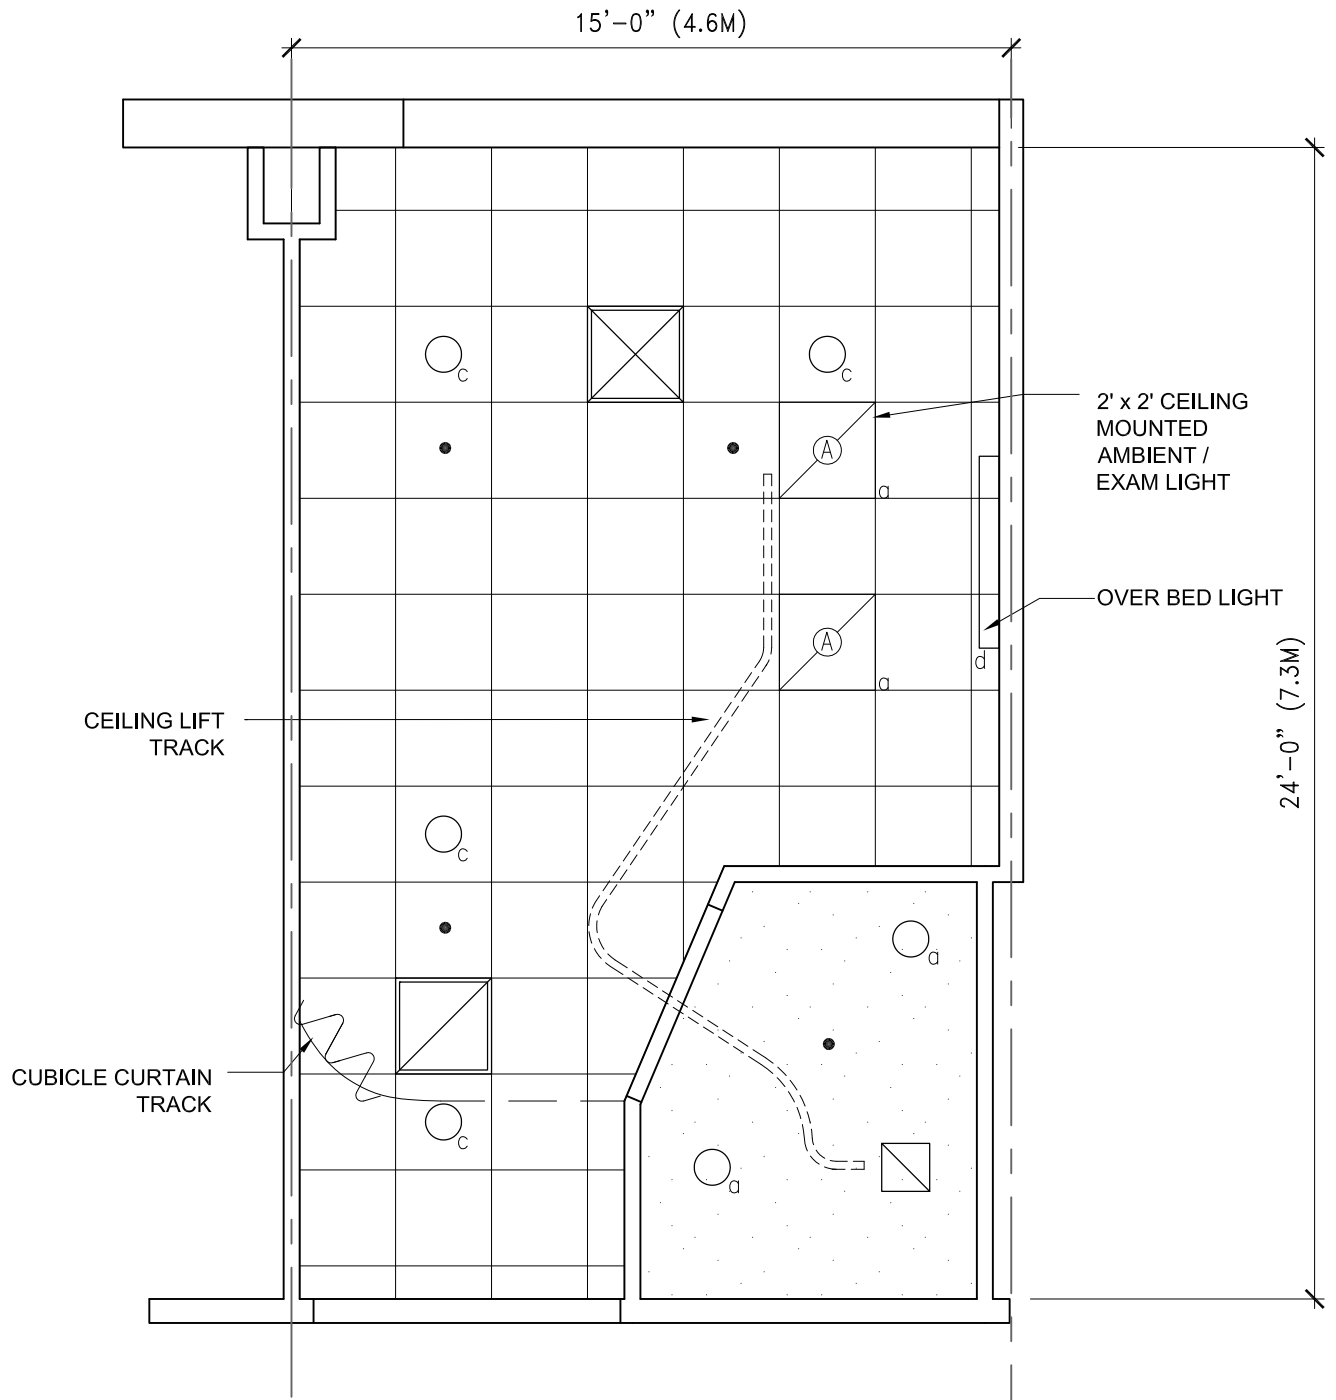 15’-0” (4.6M)
c
c
2' x 2' CEILING
MOUNTED
AMBIENT /
EXAM LIGHT
A
a
OVER BED LIGHT
A
d
a
24’-0” (7.3M)
CEILING LIFT
TRACK
c
a
CUBICLE CURTAIN
TRACK
c
a